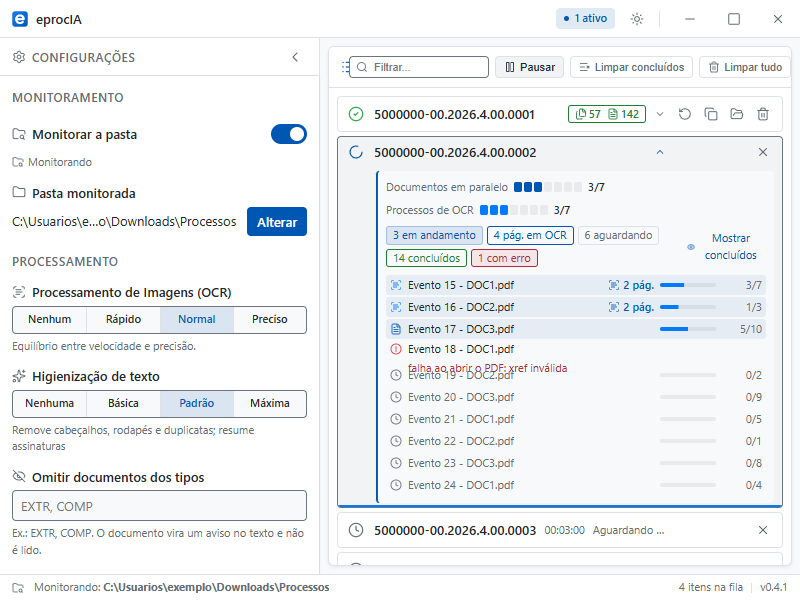 eprocIA
1 ativo
CONFIGURAÇÕES
MONITORAMENTO
Monitorar a pasta
Monitorando
Pasta monitorada
C:\Usuarios\e...o\Downloads\Processos
Alterar
PROCESSAMENTO
Processamento de Imagens (OCR)
Nenhum Rápido Normal Preciso
Equilíbrio entre velocidade e precisão.
Higienização de texto
Nenhuma Básica Padrão Máxima
Remove cabeçalhos, rodapés e duplicatas; resume
assinaturas
Omitir documentos dos tipos
EXTR, COMP
Ex.: EXTR, COMP. O documento vira um aviso no texto e não
é lido.
Filtrar... Pausar Limpar concluídos Limpar tudo
5000000-00.2026.4.00.0001 57 142
5000000-00.2026.4.00.0002
Documentos em paralelo 3/7
Processos de OCR 3/7
3 em andamento 4 pág. em OCR 6 aguardando
14 concluídos 1 com erro
Mostrar
concluídos
Evento 15 - DOC1.pdf 2 pág. 3/7
Evento 16 - DOC2.pdf 2 pág. 1/3
Evento 17 - DOC3.pdf 5/10
Evento 18 - DOC1.pdf
falha ao abrir o PDF: xref inválida
Evento 19 - DOC2.pdf 0/2
Evento 20 - DOC3.pdf 0/9
Evento 21 - DOC1.pdf 0/5
Evento 22 - DOC2.pdf 0/1
Evento 23 - DOC3.pdf 0/8
Evento 24 - DOC1.pdf 0/4
5000000-00.2026.4.00.0003 00:03:00 Aguardando ...
Monitorando: C:\Usuarios\exemplo\Downloads\Processos
4 itens na fila v0.4.1